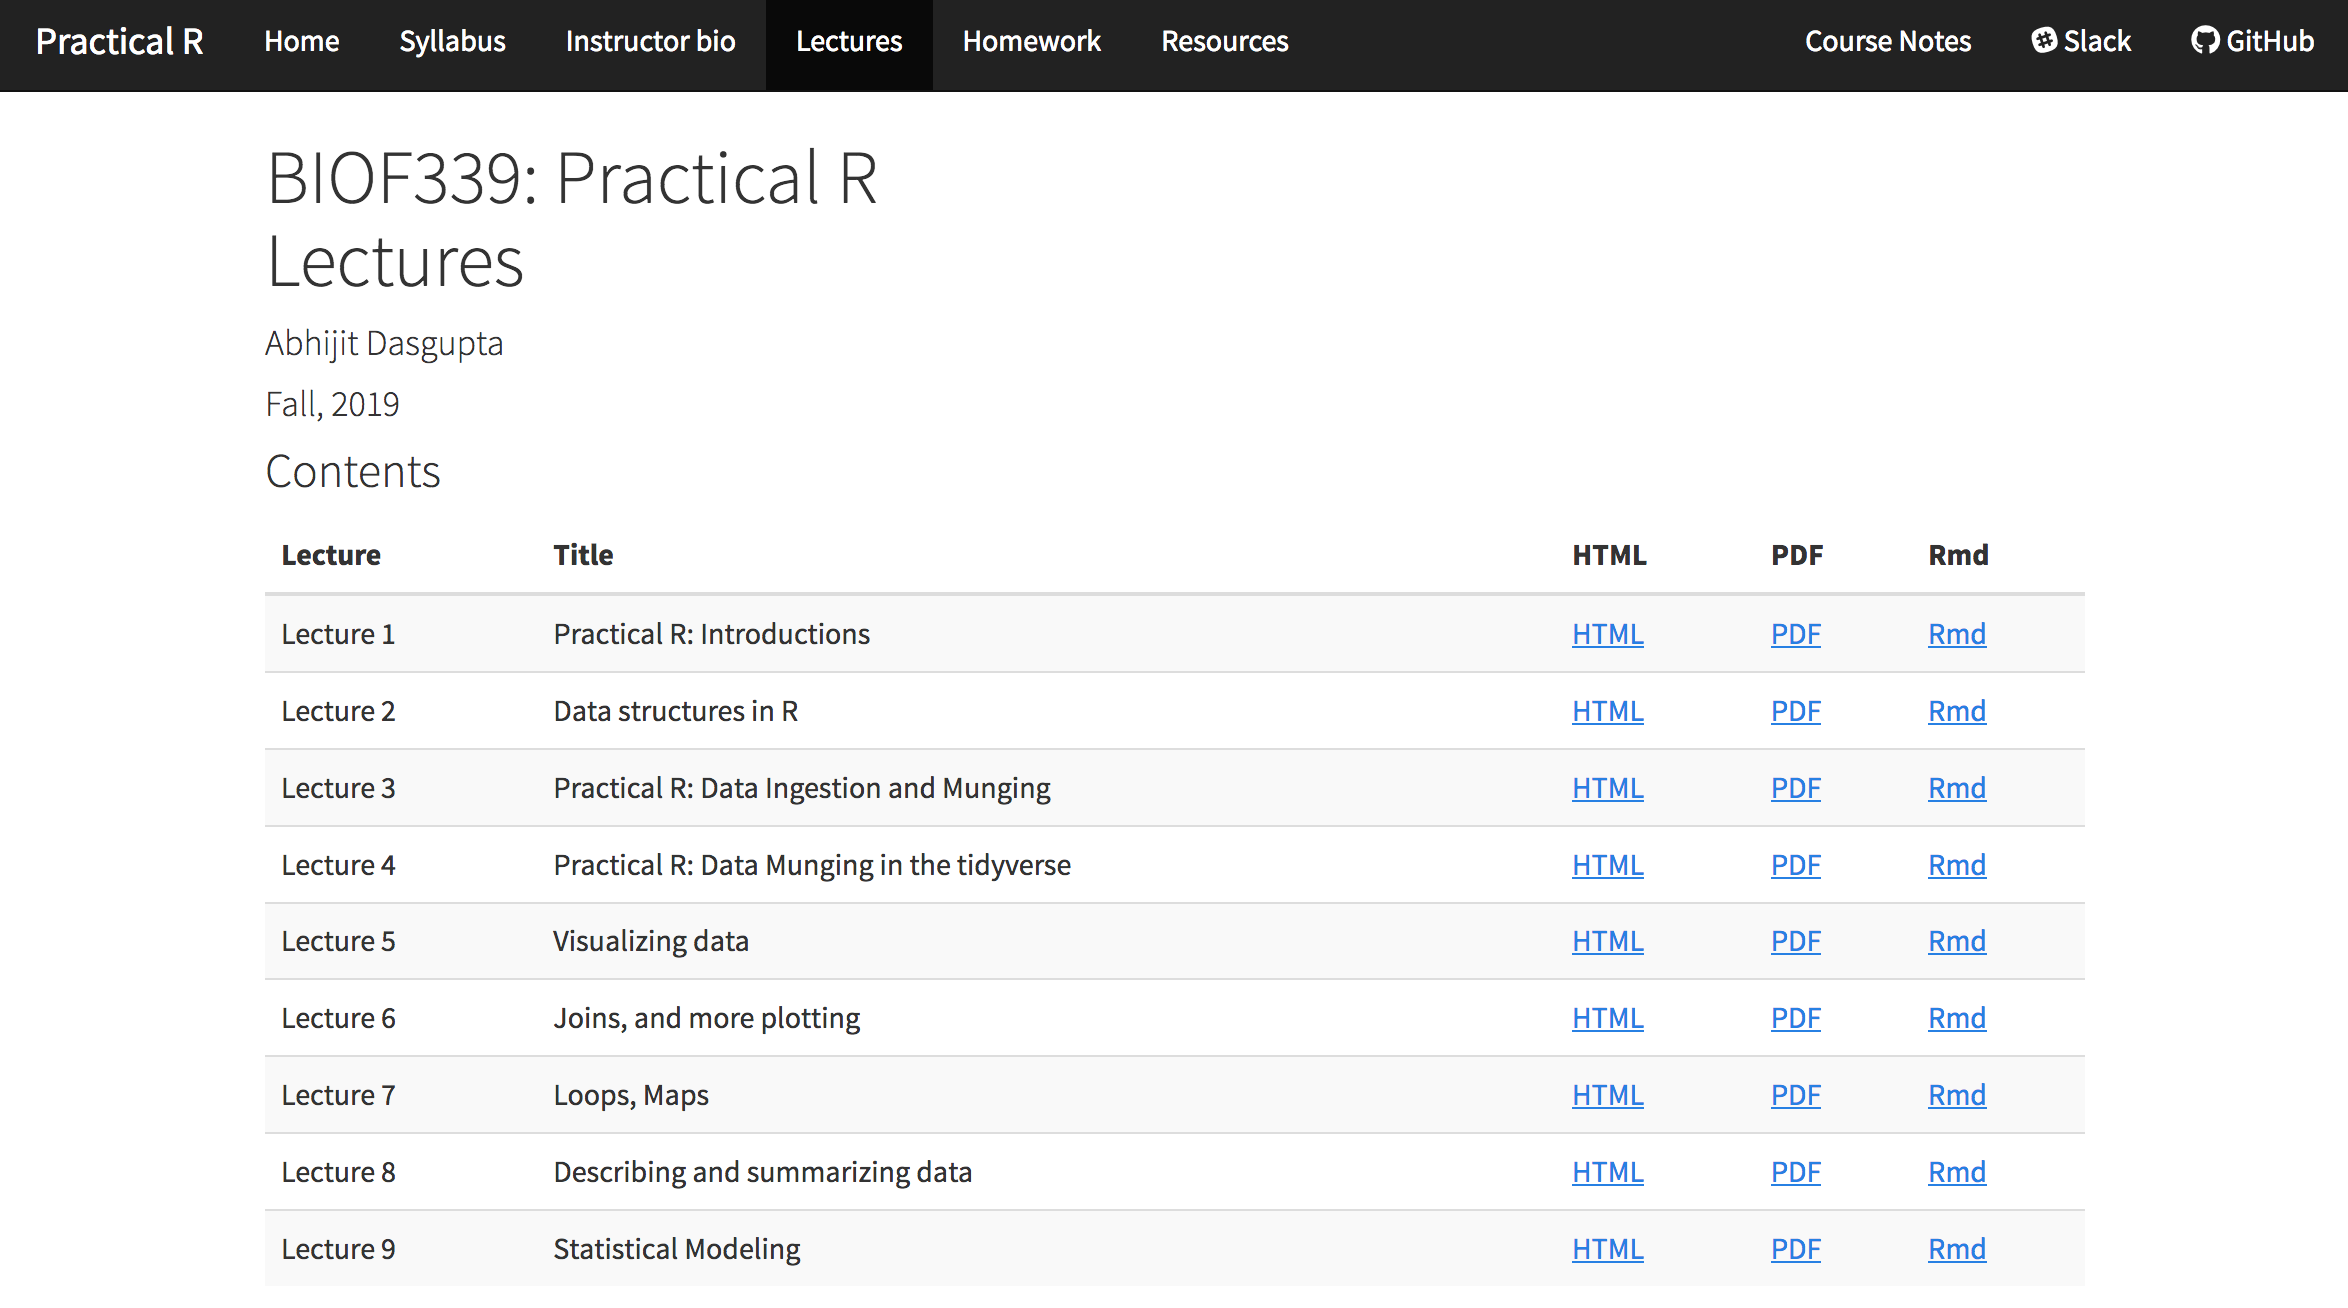 Practical R Home Syllabus Instructor bio Lectures Homework Resources Course Notes Slack GitHub
BIOF339: Practical R
Lectures
Abhijit Dasgupta
Fall, 2019
Contents
Lecture Title HTML PDF Rmd
Lecture 1 Practical R: Introductions HTML PDF Rmd
Lecture 2 Data structures in R HTML PDF Rmd
Lecture 3 Practical R: Data Ingestion and Munging HTML PDF Rmd
Lecture 4 Practical R: Data Munging in the tidyverse HTML PDF Rmd
Lecture 5 Visualizing data HTML PDF Rmd
Lecture 6 Joins, and more plotting HTML PDF Rmd
Lecture 7 Loops, Maps HTML PDF Rmd
Lecture 8 Describing and summarizing data HTML PDF Rmd
Lecture 9 Statistical Modeling HTML PDF Rmd